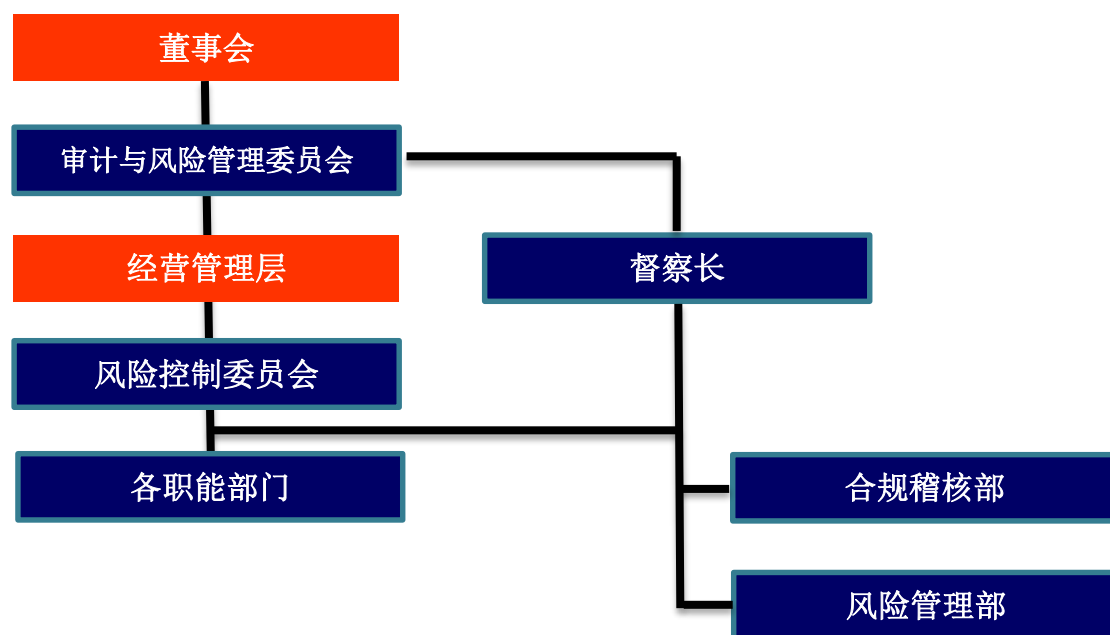 董事会
审计与风险管理委员会
经营管理层
督察长
风险控制委员会
各职能部门
合规稽核部
风险管理部